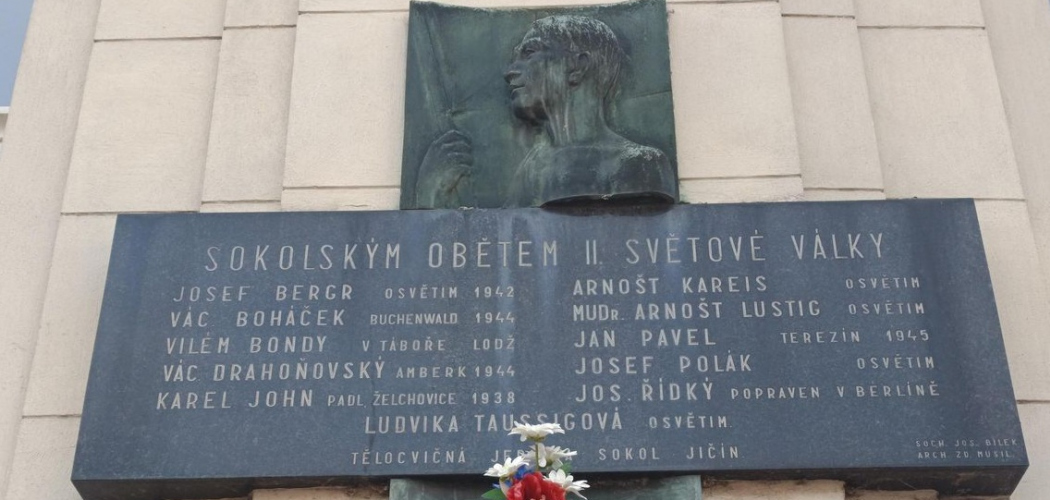 SOKOLSKÝM OBĚTEM II. SVĚTOVÉ VÁLKY
JOSEF BERGR OSVĚTIM 1942
VÁC BOHÁČEK BUCHENWALD 1944
VILÉM BONDY V TÁBOŘE LODŽ
VÁC DRAHOŇOVSKÝ AMBERK 1944
KAREL JOHN PADL ŽELCHOVICE 1938
ARNOŠT KAREIS OSVĚTIM
MUDr. ARNOŠT LUSTIG OSVĚTIM
JAN PAVEL TEREZÍN 1945
JOSEF POLÁK OSVĚTIM
JOS. ŘÍDKÝ POPRAVEN V BERLÍNĚ
LUDVIKA TAUSSIGOVÁ OSVĚTIM.
TĚLOCVIČNÁ SOKOL JIČÍN
SOCH. JOS. BÍLEK
ARCH. ZD. MUSIL.